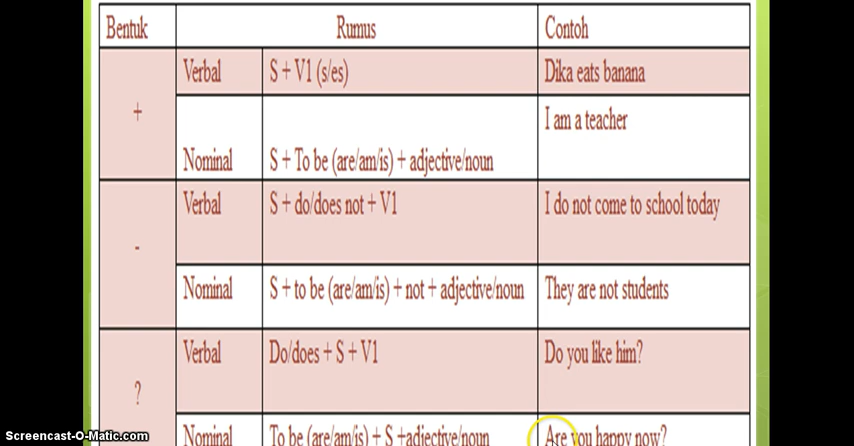 Bentuk Rumus Contoh
+ Verbal S + V1 (s/es) Dika eats banana
Nominal S + To be (are/am/is) + adjective/noun I am a teacher
- Verbal S + do/does not + V1 I do not come to school today
Nominal S + to be (are/am/is) + not + adjective/noun They are not students
? Verbal Do/does + S + V1 Do you like him?
Nominal To be (are/am/is) + S +adjective/noun Are you happy now?
Screencast-O-Matic.com